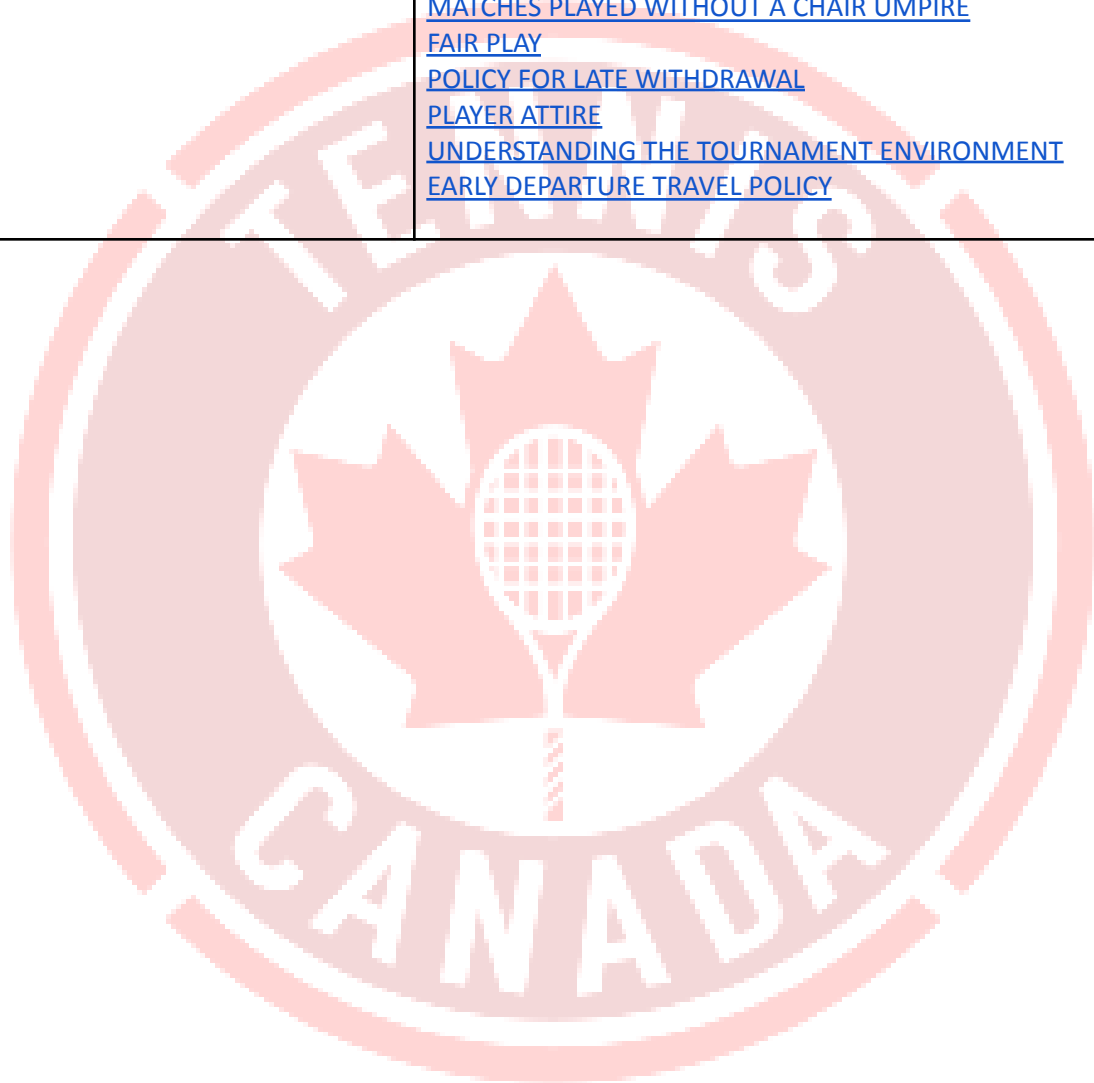 MATCHES PLAYED WITHOUT A CHAIR UMPIRE
FAIR PLAY
POLICY FOR LATE WITHDRAWAL
PLAYER ATTIRE
UNDERSTANDING THE TOURNAMENT ENVIRONMENT
EARLY DEPARTURE TRAVEL POLICY
TENNIS
CANADA